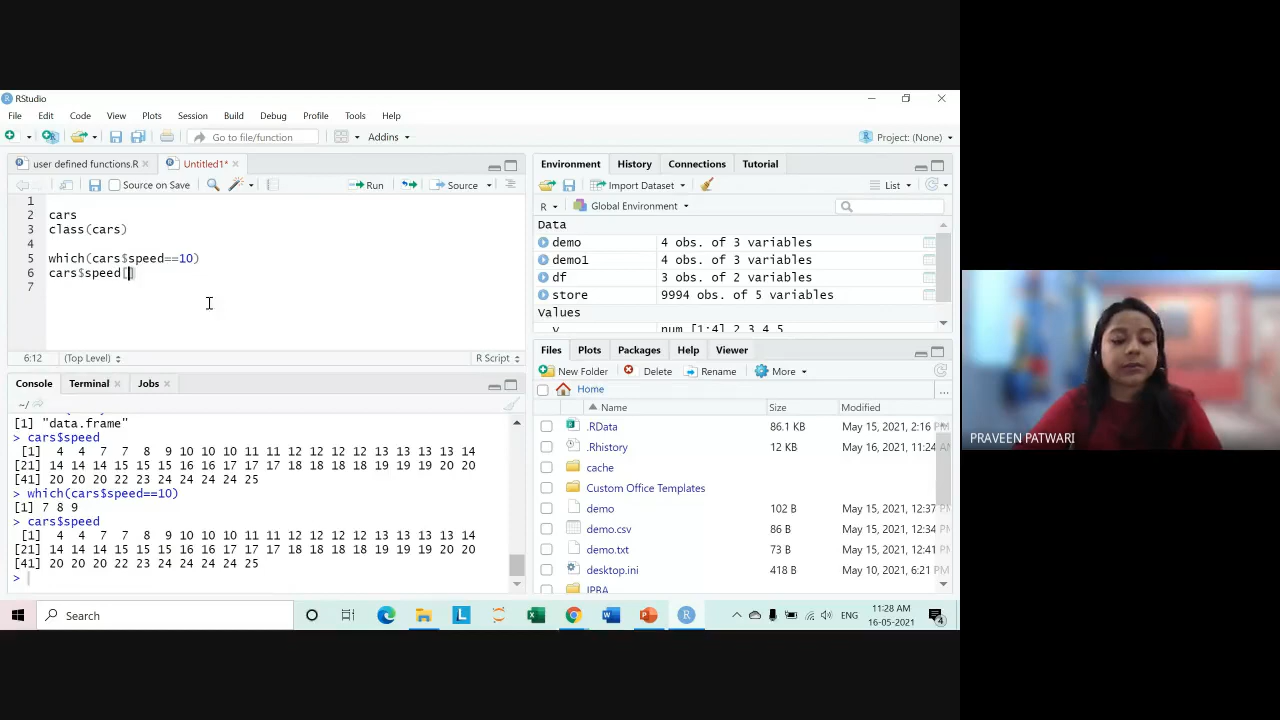 RStudio
File Edit Code View Plots Session Build Debug Profile Tools Help
Go to file/function Addins Project: (None)
user defined functions.R Untitled1*
Source on Save Run Source
1
2 cars
3 class(cars)
4
5 which(cars$speed==10)
6 cars$speed[]
7
6:12 (Top Level) R Script
Console Terminal Jobs
~/
[1] "data.frame"
> cars$speed
[1] 4 4 7 7 8 9 10 10 10 11 11 12 12 12 12 13 13 13 13 14
[21] 14 14 14 15 15 15 16 16 17 17 17 18 18 18 18 19 19 19 20 20
[41] 20 20 20 22 23 24 24 24 24 25
> which(cars$speed==10)
[1] 7 8 9
> cars$speed
[1] 4 4 7 7 8 9 10 10 10 11 11 12 12 12 12 13 13 13 13 14
[21] 14 14 14 15 15 15 16 16 17 17 17 18 18 18 18 19 19 19 20 20
[41] 20 20 20 22 23 24 24 24 24 25
>
Environment History Connections Tutorial
Import Dataset List
R Global Environment
Data
demo 4 obs. of 3 variables
demo1 4 obs. of 3 variables
df 3 obs. of 2 variables
store 9994 obs. of 5 variables
Values
v num [1:4] 2 3 4 5
Files Plots Packages Help Viewer
New Folder Delete Rename More
Home
Name Size Modified
.RData 86.1 KB May 15, 2021, 2:16 PM
.Rhistory 12 KB May 16, 2021, 11:24
cache
Custom Office Templates
demo 102 B May 15, 2021, 12:37 PM
demo.csv 86 B May 15, 2021, 12:34 PM
demo.txt 73 B May 15, 2021, 12:41 PM
desktop.ini 418 B May 10, 2021, 6:21 PM
IPBA
PRAVEEN PATWARI
Search
ENG
11:28 AM
16-05-2021
4